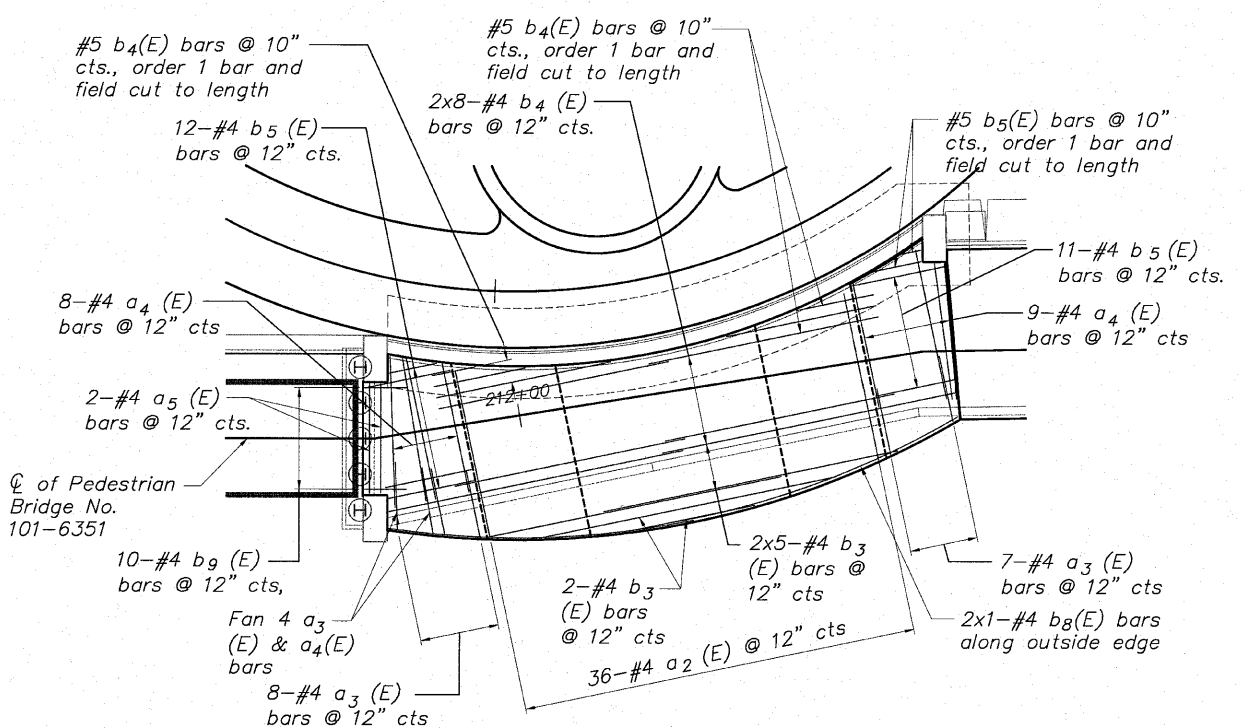 #5 b4(E) bars @ 10"
cts., order 1 bar and
field cut to length
#5 b4(E) bars @ 10"
cts., order 1 bar and
field cut to length
2x8-#4 b4 (E)
bars @ 12" cts.
12-#4 b5 (E)
bars @ 12" cts.
#5 b5(E) bars @ 10"
cts., order 1 bar and
field cut to length
11-#4 b5 (E)
bars @ 12" cts.
8-#4 a4 (E)
bars @ 12" cts
9-#4 a4 (E)
bars @ 12" cts
H
H
H
H
H
212+00
2-#4 a5 (E)
bars @ 12" cts.
℄ of Pedestrian
Bridge No.
101-6351
10-#4 b9 (E)
bars @ 12" cts,
Fan 4 a3
(E) & a4(E)
bars
8-#4 a3 (E)
bars @ 12" cts
2-#4 b3
(E) bars
@ 12" cts
2x5-#4 b3
(E) bars @
12" cts
36-#4 a2 (E) @ 12" cts
7-#4 a3 (E)
bars @ 12" cts
2x1-#4 b8(E) bars
along outside edge